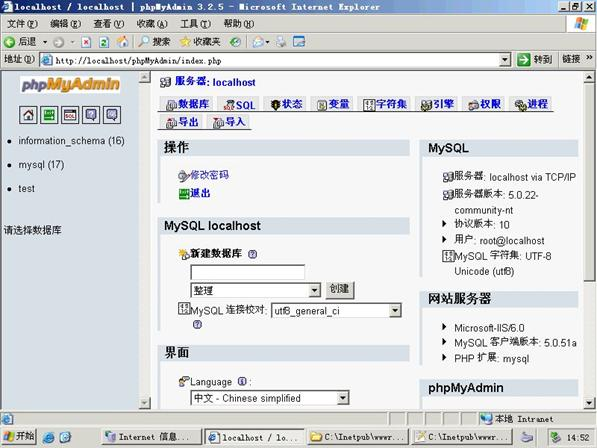 localhost / localhost | phpMyAdmin 3.2.5 - Microsoft Internet Explorer
文件(F) 编辑(E) 查看(V) 收藏(A) 工具(T) 帮助(H)
后退 搜索 收藏夹
地址(D) http://localhost/phpMyAdmin/index.php 转到 链接 »
phpMyAdmin
SQL
information_schema (16)
mysql (17)
test
请选择数据库
服务器: localhost
数据库 SQL 状态 变量 字符集 引擎 权限 进程
导出 导入
操作
修改密码
退出
MySQL localhost
新建数据库
整理 创建
MySQL 连接校对: utf8_general_ci
界面
Language :
中文 - Chinese simplified
MySQL
服务器: localhost via TCP/IP
服务器版本: 5.0.22-
community-nt
协议版本: 10
用户: root@localhost
MySQL 字符集: UTF-8
Unicode (utf8)
网站服务器
Microsoft-IIS/6.0
MySQL 客户端版本: 5.0.51a
PHP 扩展: mysql
phpMyAdmin
本地 Intranet
开始 Internet 信息... localhost / lo... C:\Inetpub\wwwr... C:\Inetpub\wwwr... 14:52